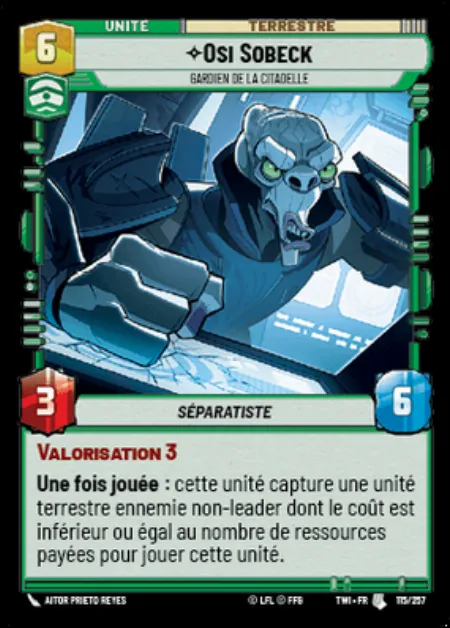 6
UNITÉ
TERRESTRE
✧OSI SOBECK
GARDIEN DE LA CITADELLE
3
SÉPARATISTE
6
VALORISATION 3
Une fois jouée : cette unité capture une unité
terrestre ennemie non-leader dont le coût est
inférieur ou égal au nombre de ressources
payées pour jouer cette unité.
AITOR PRIETO REYES
© LFL © FFG
TWI • FR
115/257